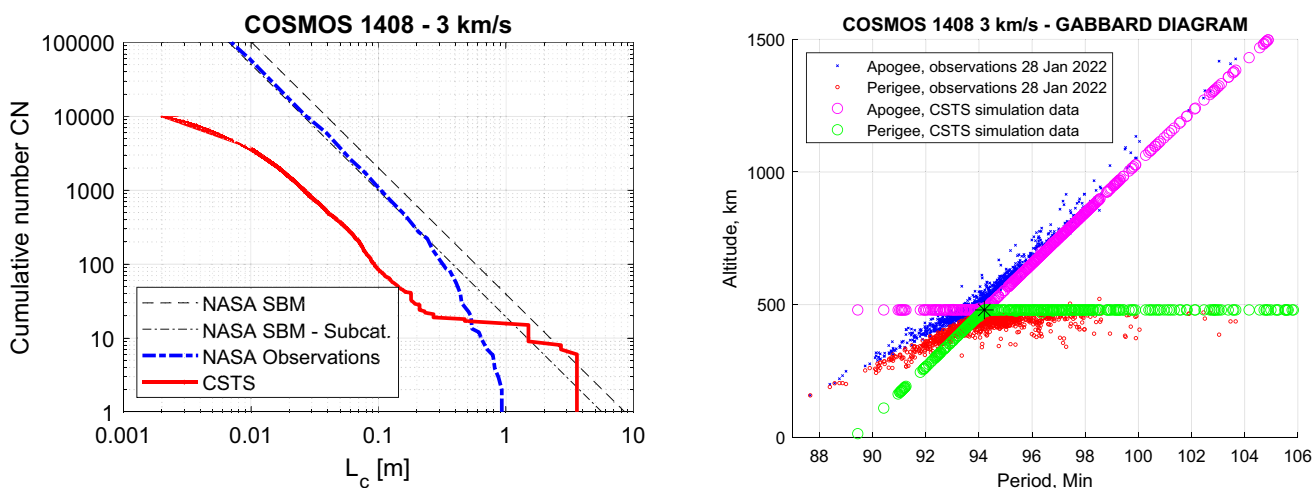 COSMOS 1408 - 3 km/s
100000
10000
1000
100
10
1
Cumulative number CN
NASA SBM
NASA SBM - Subcat.
NASA Observations
CSTS
0.001
0.01
0.1
1
10
L_c [m]
COSMOS 1408 3 km/s - GABBARD DIAGRAM
1500
1000
500
0
Altitude, km
Apogee, observations 28 Jan 2022
Perigee, observations 28 Jan 2022
Apogee, CSTS simulation data
Perigee, CSTS simulation data
88
90
92
94
96
98
100
102
104
106
Period, Min